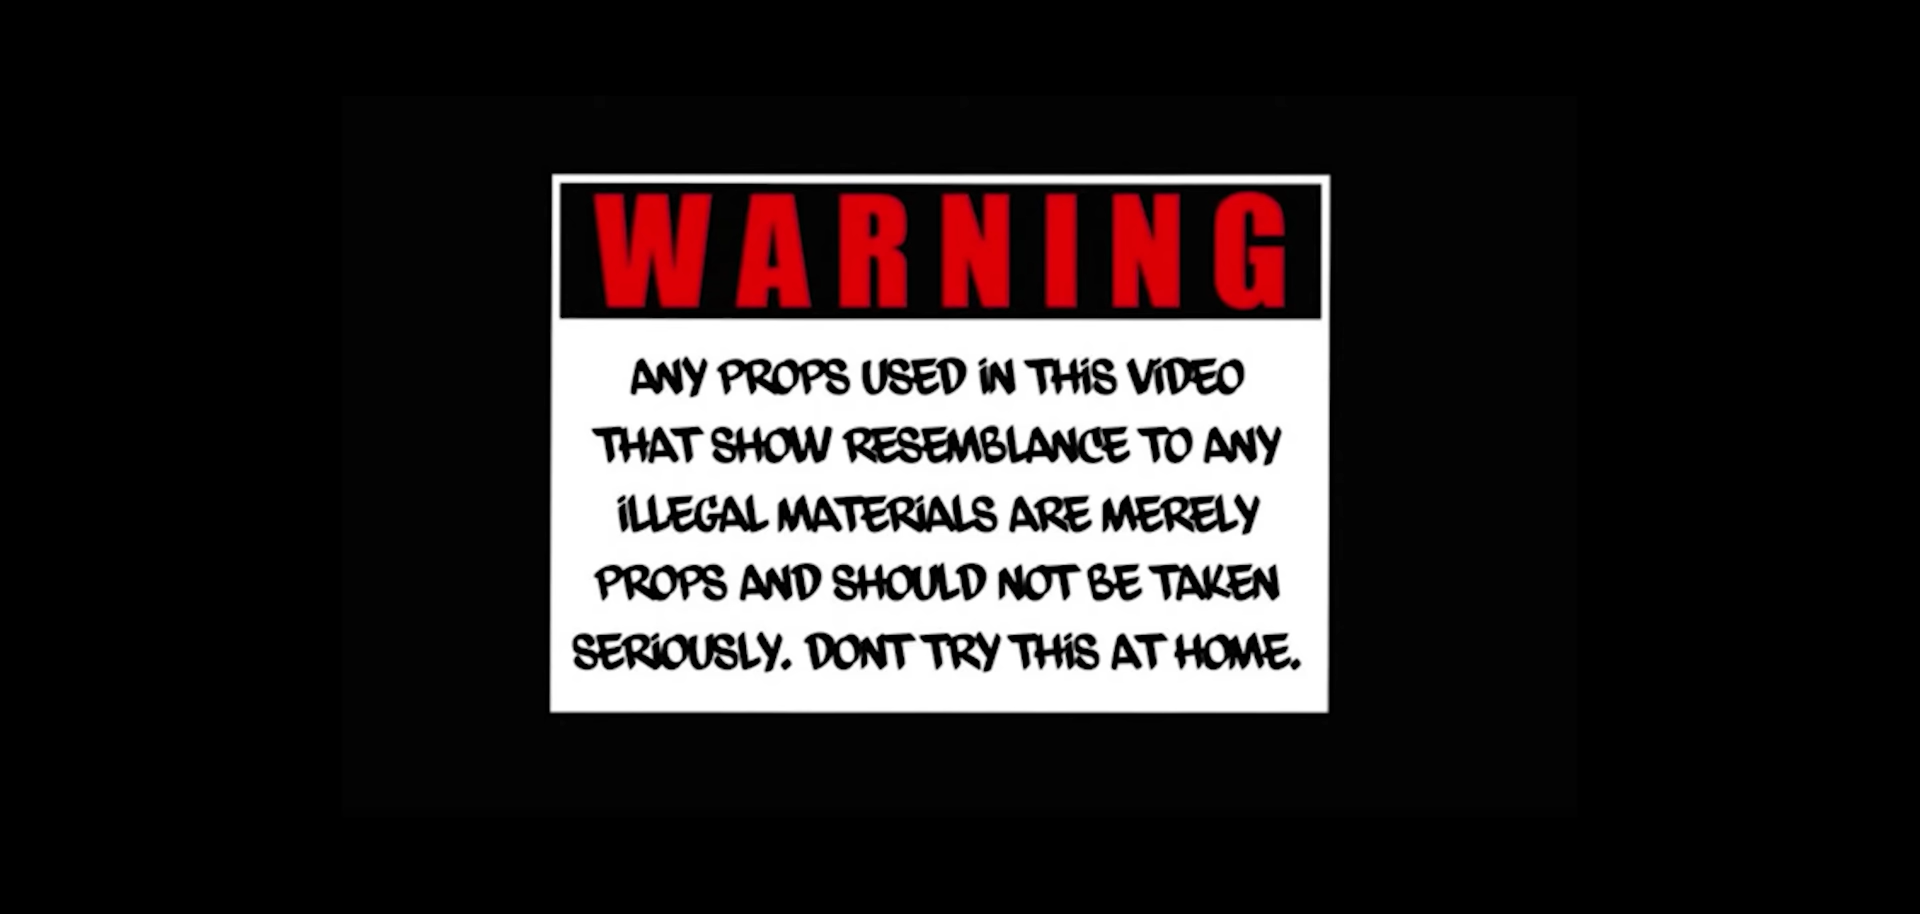 WARNING
ANY PROPS USED iN THiS ViDEO
THAT SHOW RESEMBLANCE TO ANY
iLLEGAL MATERiALS ARE MERELY
PROPS AND SHOULD NOT BE TAKEN
SERiOUSLY. DONT TRY THiS AT HOME.